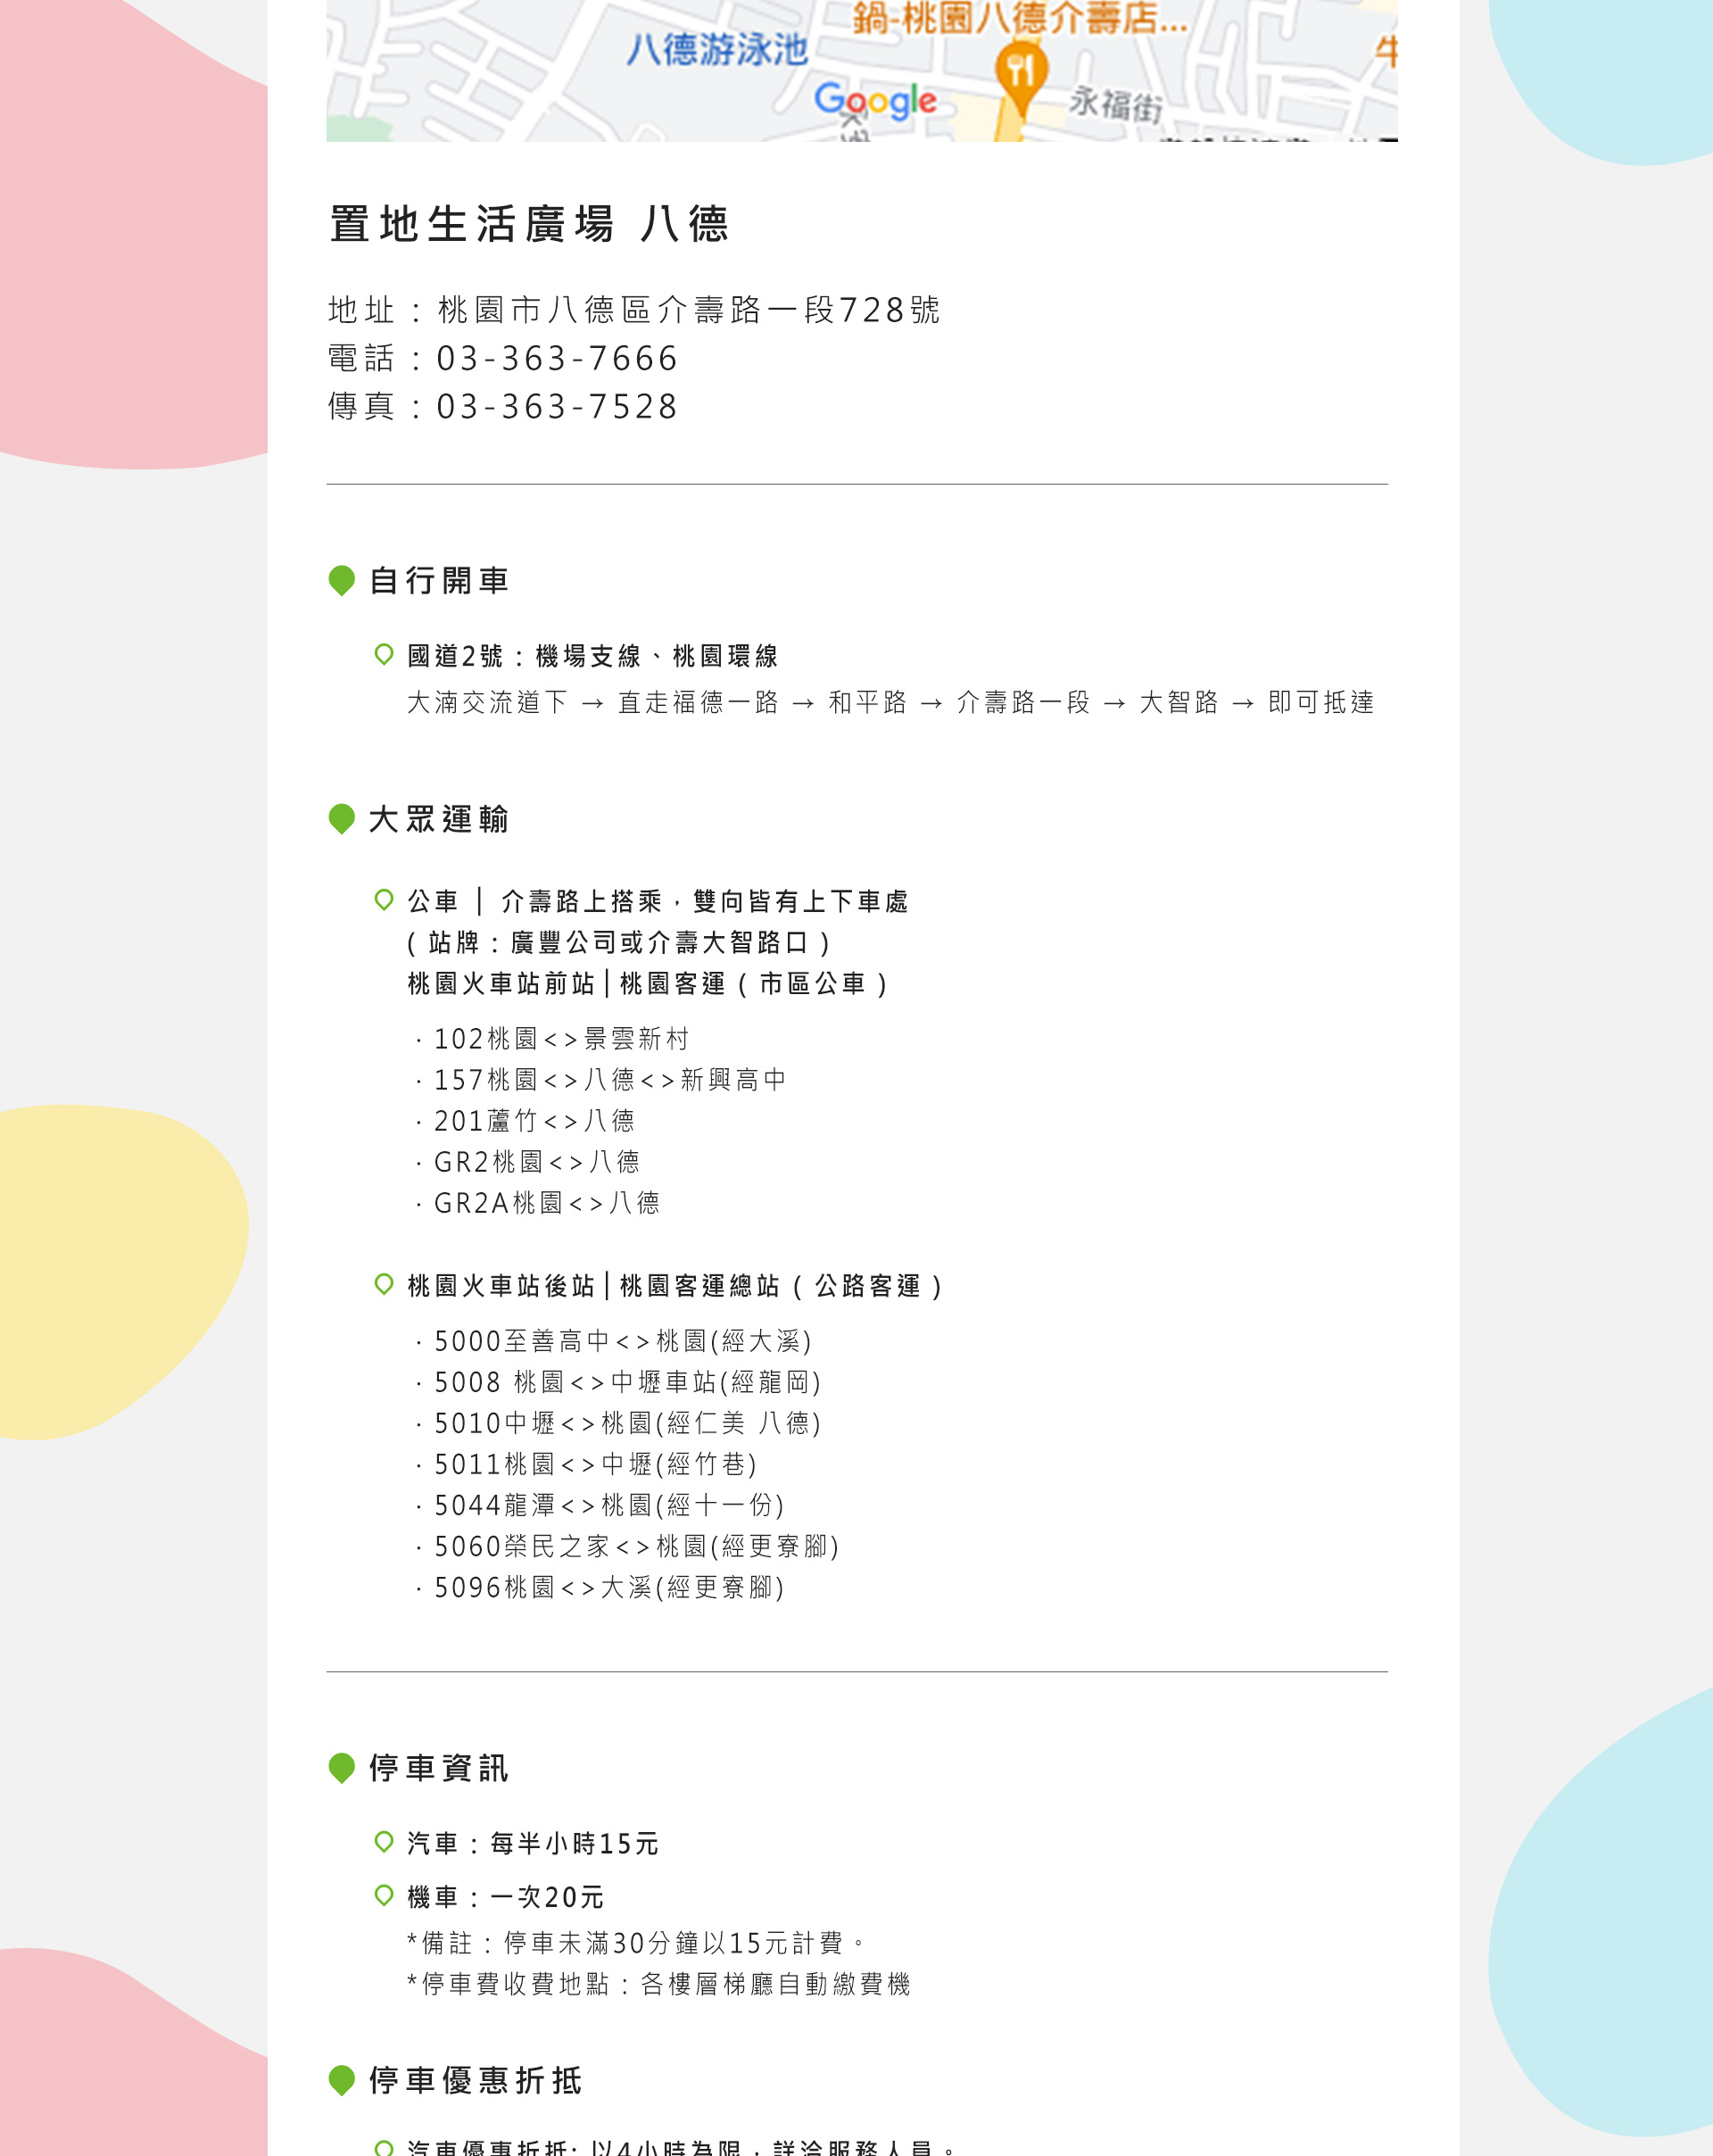 鍋-桃園八德介壽店...
八德游泳池
牛
Google
永福街
置地生活廣場 八德
地址：桃園市八德區介壽路一段728號
電話：03-363-7666
傳真：03-363-7528
自行開車
國道2號：機場支線、桃園環線
大湳交流道下 → 直走福德一路 → 和平路 → 介壽路一段 → 大智路 → 即可抵達
大眾運輸
公車 │ 介壽路上搭乘，雙向皆有上下車處
(站牌：廣豐公司或介壽大智路口)
桃園火車站前站│桃園客運(市區公車)
· 102桃園<>景雲新村
· 157桃園<>八德<>新興高中
· 201蘆竹<>八德
· GR2桃園<>八德
· GR2A桃園<>八德
桃園火車站後站│桃園客運總站(公路客運)
· 5000至善高中<>桃園(經大溪)
· 5008 桃園<>中壢車站(經龍岡)
· 5010中壢<>桃園(經仁美 八德)
· 5011桃園<>中壢(經竹巷)
· 5044龍潭<>桃園(經十一份)
· 5060榮民之家<>桃園(經更寮腳)
· 5096桃園<>大溪(經更寮腳)
停車資訊
汽車：每半小時15元
機車：一次20元
*備註：停車未滿30分鐘以15元計費。
*停車費收費地點：各樓層梯廳自動繳費機
停車優惠折抵
汽車優惠折抵: 以4小時為限，詳洽服務人員。